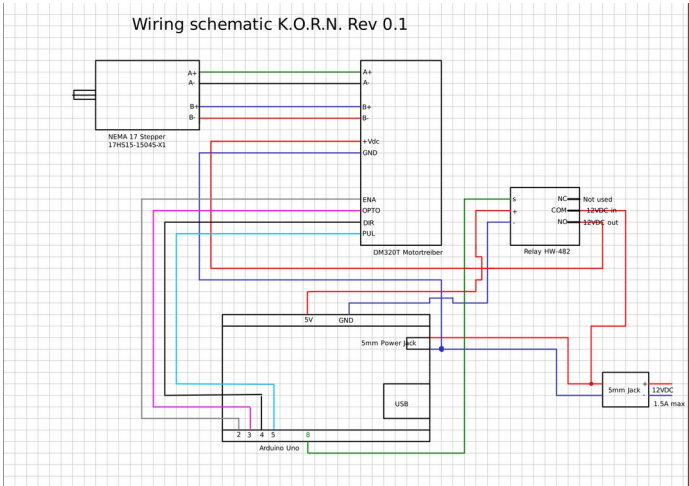 Wiring schematic K.O.R.N. Rev 0.1
A+
A-
B+
B-
NEMA 17 Stepper
17HS15-1504S-X1
A+
A-
B+
B-
+Vdc
GND
ENA
OPTO
DIR
PUL
DM320T Motortreiber
s
+
-
NC
COM
NO
Not used
12VDC in
12VDC out
Relay HW-482
5V
GND
5mm Power Jack
USB
2 3 4 5 8
Arduino Uno
5mm Jack
+
-
12VDC
1.5A max